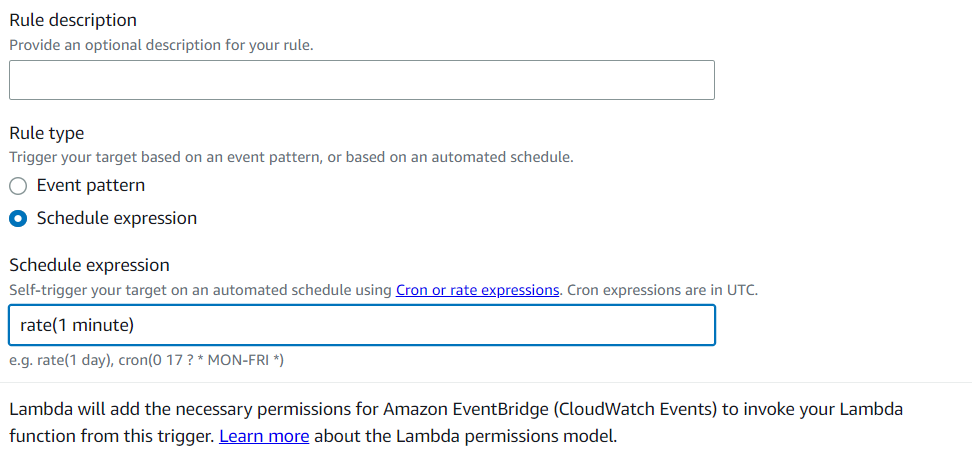 Rule description
Provide an optional description for your rule.
Rule type
Trigger your target based on an event pattern, or based on an automated schedule.
Event pattern
Schedule expression
Schedule expression
Self-trigger your target on an automated schedule using Cron or rate expressions. Cron expressions are in UTC.
rate(1 minute)
e.g. rate(1 day), cron(0 17 ? * MON-FRI *)
Lambda will add the necessary permissions for Amazon EventBridge (CloudWatch Events) to invoke your Lambda
function from this trigger. Learn more about the Lambda permissions model.